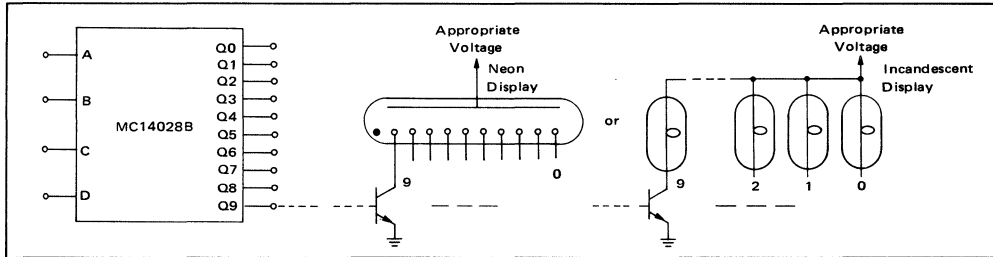 A
B
C
D
MC14028B
Q0
Q1
Q2
Q3
Q4
Q5
Q6
Q7
Q8
Q9
Appropriate
Voltage
Neon
Display
9
0
or
Appropriate
Voltage
Incandescent
Display
9
2
1
0